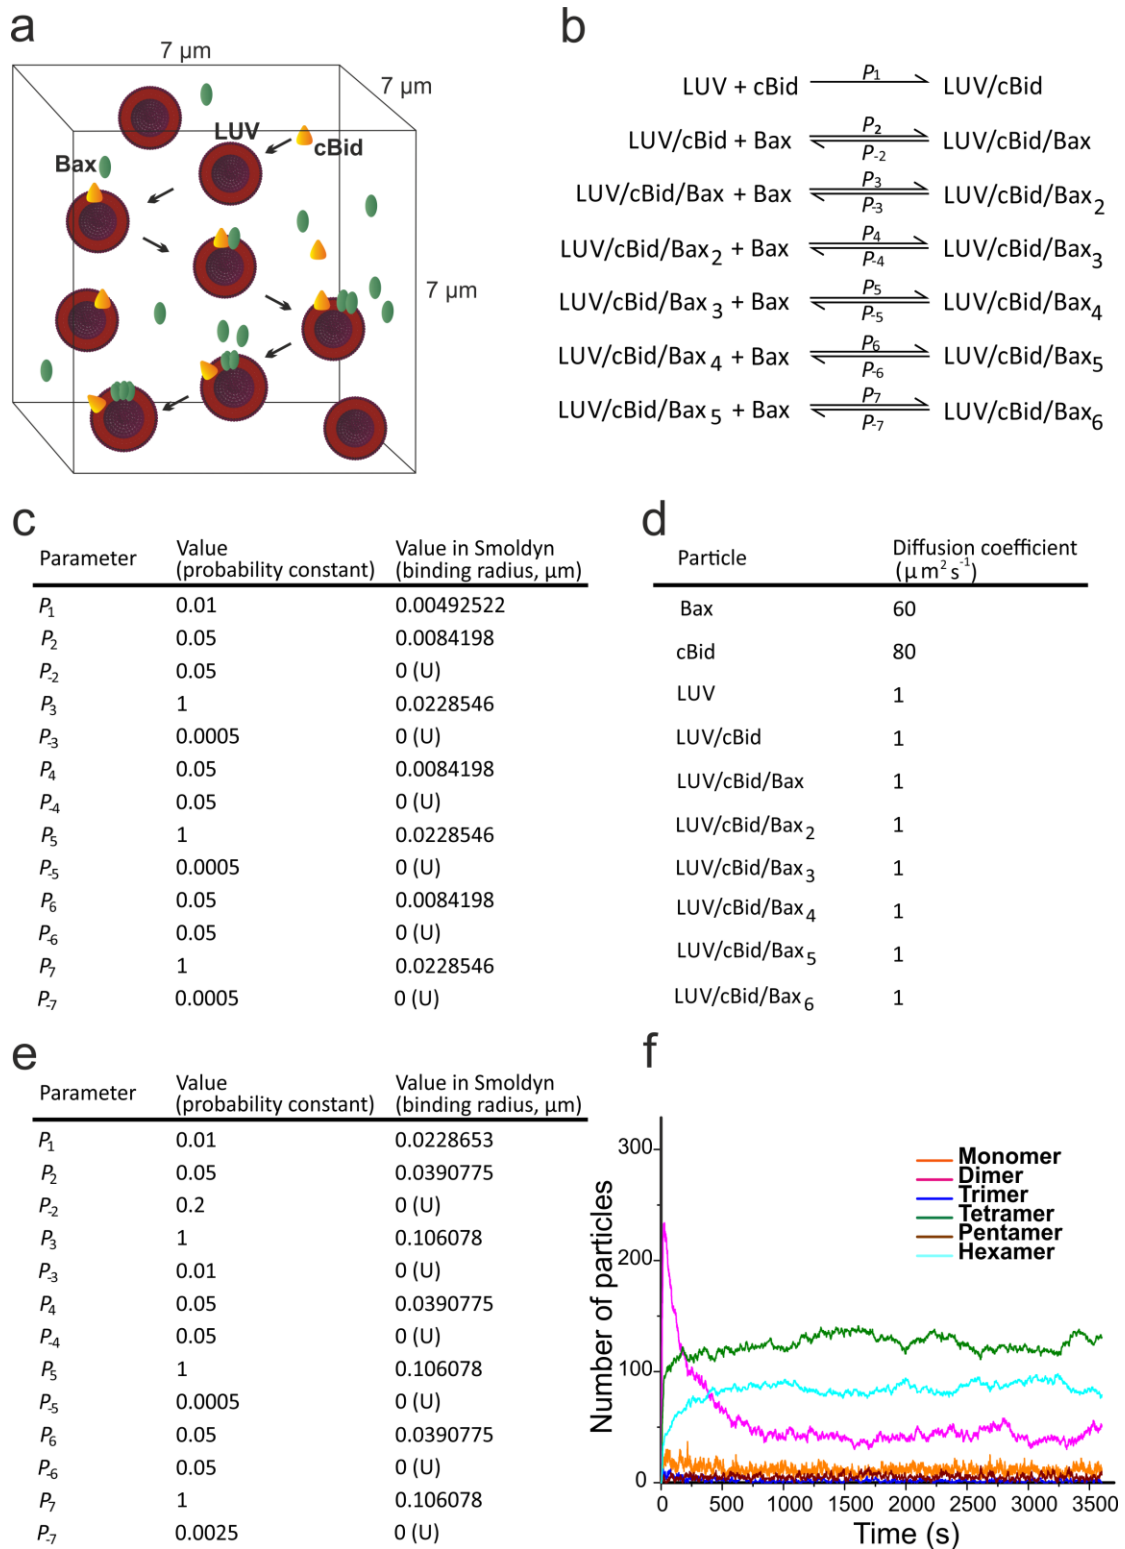 a
7 µm
7 µm
LUV
cBid
Bax
7 µm
b
LUV + cBid P1 LUV/cBid
LUV/cBid + Bax P2 P-2 LUV/cBid/Bax
LUV/cBid/Bax + Bax P3 P-3 LUV/cBid/Bax2
LUV/cBid/Bax2 + Bax P4 P-4 LUV/cBid/Bax3
LUV/cBid/Bax3 + Bax P5 P-5 LUV/cBid/Bax4
LUV/cBid/Bax4 + Bax P6 P-6 LUV/cBid/Bax5
LUV/cBid/Bax5 + Bax P7 P-7 LUV/cBid/Bax6
c
Parameter Value (probability constant) Value in Smoldyn (binding radius, µm)
P1 0.01 0.00492522
P2 0.05 0.0084198
P-2 0.05 0 (U)
P3 1 0.0228546
P-3 0.0005 0 (U)
P4 0.05 0.0084198
P-4 0.05 0 (U)
P5 1 0.0228546
P-5 0.0005 0 (U)
P6 0.05 0.0084198
P-6 0.05 0 (U)
P7 1 0.0228546
P-7 0.0005 0 (U)
d
Particle Diffusion coefficient (µm² s⁻¹)
Bax 60
cBid 80
LUV 1
LUV/cBid 1
LUV/cBid/Bax 1
LUV/cBid/Bax2 1
LUV/cBid/Bax3 1
LUV/cBid/Bax4 1
LUV/cBid/Bax5 1
LUV/cBid/Bax6 1
e
Parameter Value (probability constant) Value in Smoldyn (binding radius, µm)
P1 0.01 0.0228653
P2 0.05 0.0390775
P-2 0.2 0 (U)
P3 1 0.106078
P-3 0.01 0 (U)
P4 0.05 0.0390775
P-4 0.05 0 (U)
P5 1 0.106078
P-5 0.0005 0 (U)
P6 0.05 0.0390775
P-6 0.05 0 (U)
P7 1 0.106078
P-7 0.0025 0 (U)
f
Number of particles
300
200
100
0
Monomer
Dimer
Trimer
Tetramer
Pentamer
Hexamer
0 500 1000 1500 2000 2500 3000 3500
Time (s)